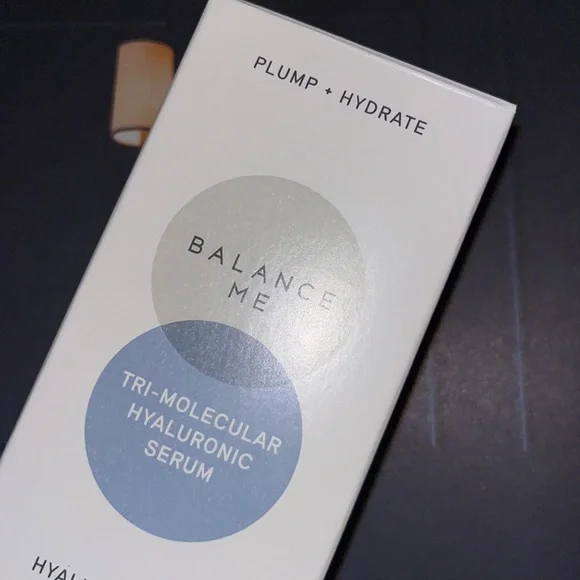 PLUMP + HYDRATE
BALANCE
ME
TRI-MOLECULAR
HYALURONIC
SERUM